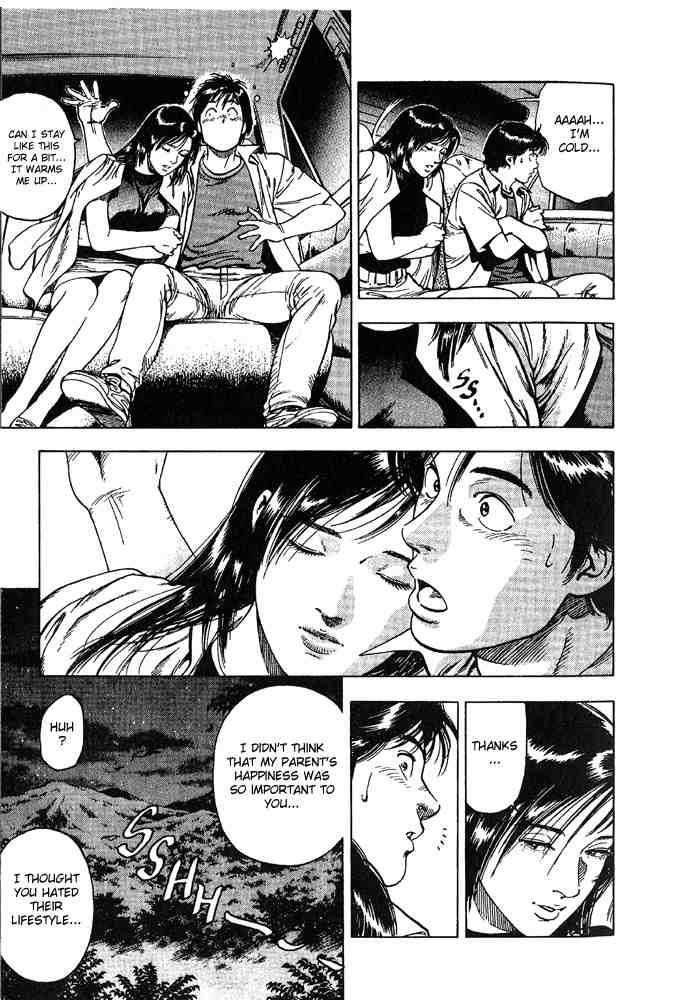 AAAAH...
I'M
COLD...
CAN I STAY
LIKE THIS
FOR A BIT...
IT WARMS
ME UP...
SS...
THANKS
...
I DIDN'T THINK
THAT MY PARENT'S
HAPPINESS WAS
SO IMPORTANT TO
YOU...
HUH
?
SSHH
I THOUGHT
YOU HATED
THEIR
LIFESTYLE...